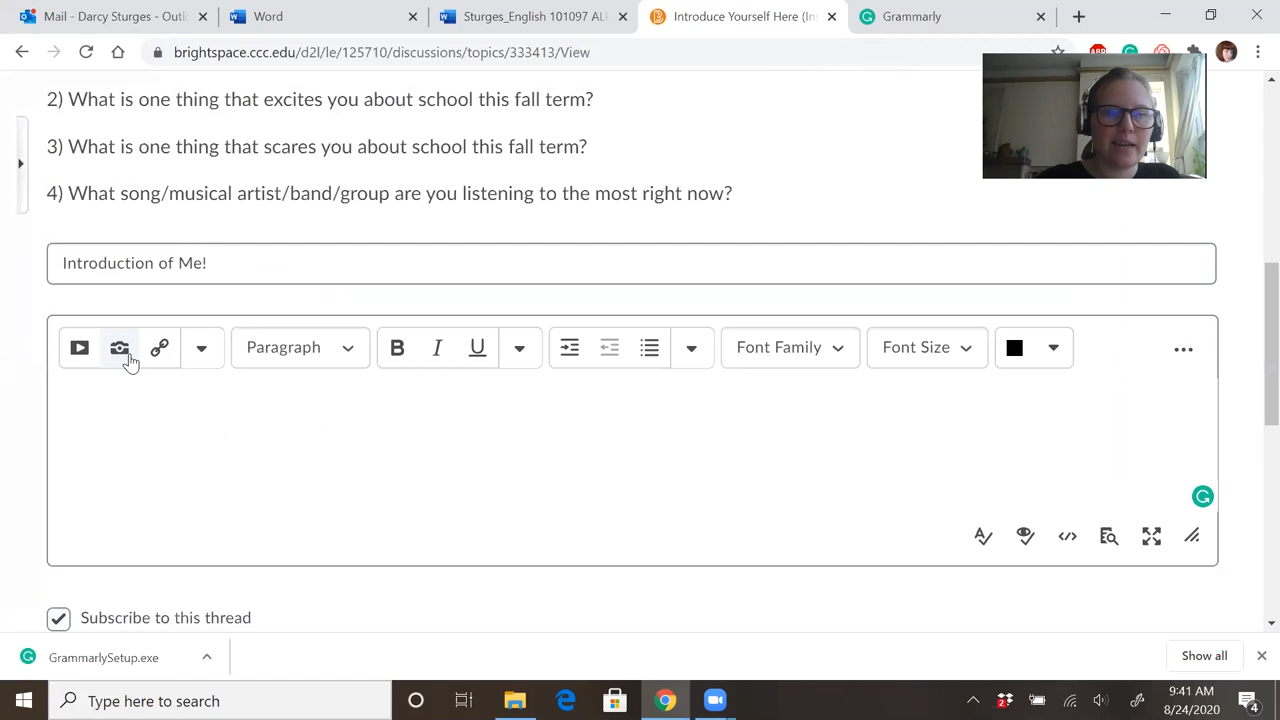 Mail - Darcy Sturges - Outl
Word
Sturges_English 101097 AL
Introduce Yourself Here (In
Grammarly
brightspace.ccc.edu/d2l/le/125710/discussions/topics/333413/View
ABP
2) What is one thing that excites you about school this fall term?
3) What is one thing that scares you about school this fall term?
4) What song/musical artist/band/group are you listening to the most right now?
Introduction of Me!
Paragraph
B I U
Font Family
Font Size
Subscribe to this thread
GrammarlySetup.exe
Show all
Type here to search
2
9:41 AM
8/24/2020
4